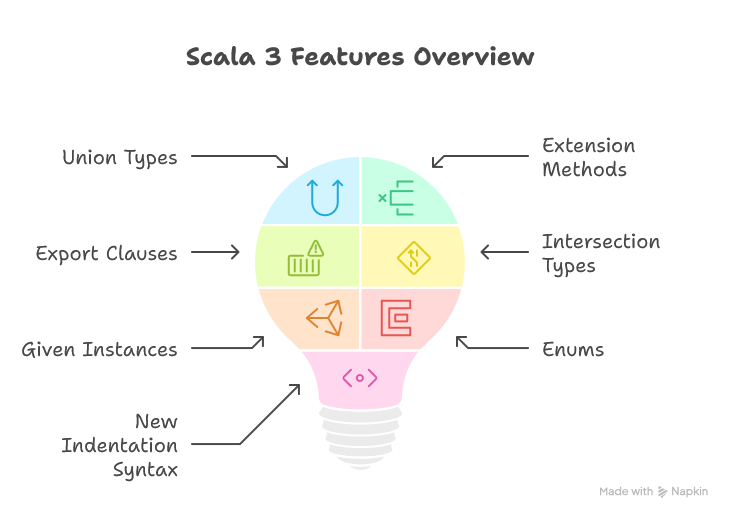 Scala 3 Features Overview
Union Types
Extension
Methods
Export Clauses
Intersection
Types
Given Instances
Enums
New
Indentation
Syntax
Made with Napkin